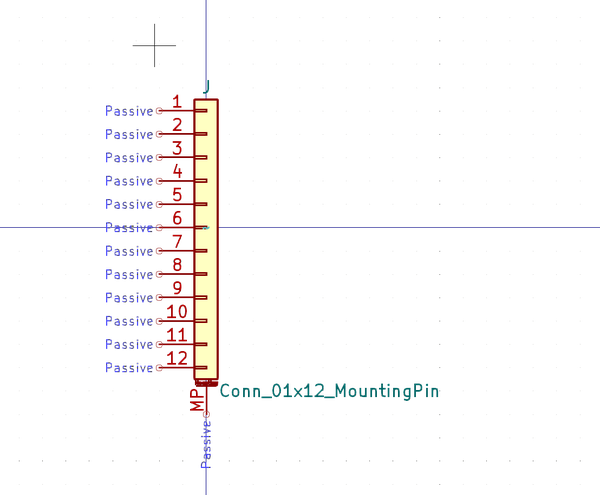 J
Passive 1
Passive 2
Passive 3
Passive 4
Passive 5
Passive 6
Passive 7
Passive 8
Passive 9
Passive 10
Passive 11
Passive 12
MP
Conn_01x12_MountingPin
Passive